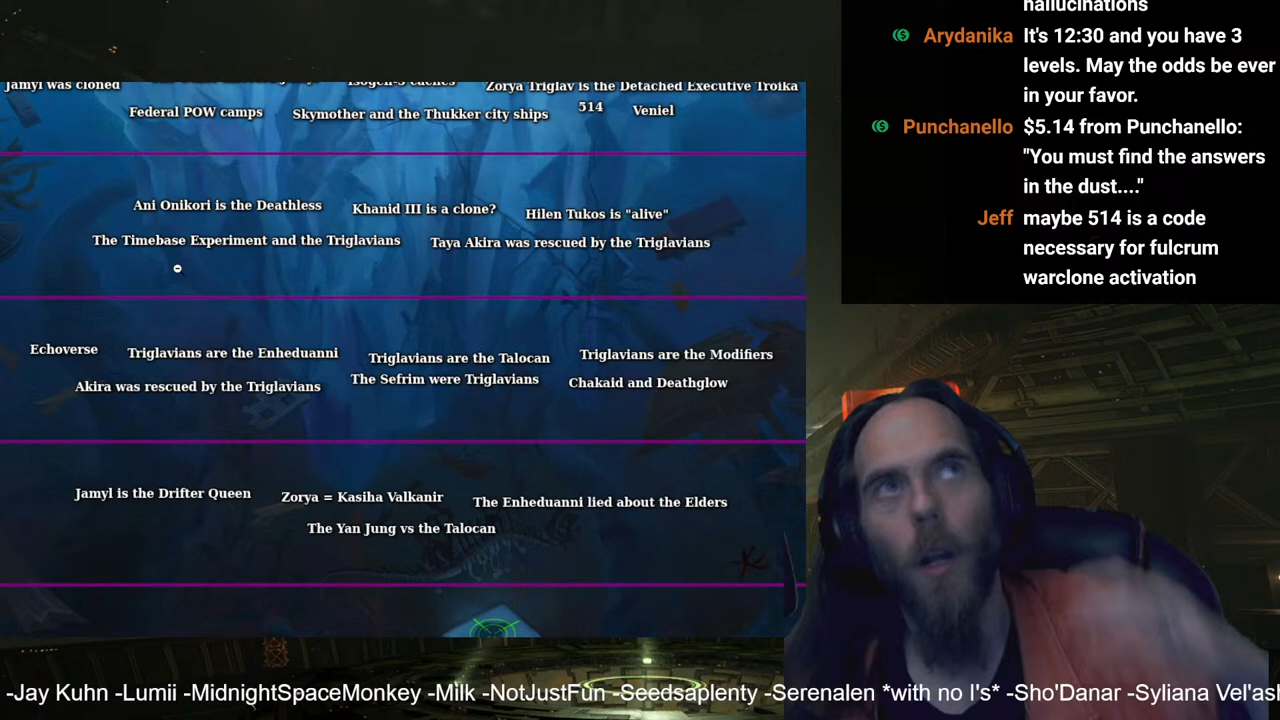 hallucinations
Arydanika It's 12:30 and you have 3
levels. May the odds be ever
in your favor.
Punchanello $5.14 from Punchanello:
"You must find the answers
in the dust...."
Jeff maybe 514 is a code
necessary for fulcrum
warclone activation
Jamyl was cloned
Isogen-5 caches
Zorya Triglav is the Detached Executive Troika
Federal POW camps
Skymother and the Thukker city ships
514
Veniel
Ani Onikori is the Deathless
Khanid III is a clone?
Hilen Tukos is "alive"
The Timebase Experiment and the Triglavians
Taya Akira was rescued by the Triglavians
Echoverse
Triglavians are the Enheduanni
Triglavians are the Talocan
Triglavians are the Modifiers
Akira was rescued by the Triglavians
The Sefrim were Triglavians
Chakaid and Deathglow
Jamyl is the Drifter Queen
Zorya = Kasiha Valkanir
The Enheduanni lied about the Elders
The Yan Jung vs the Talocan
-Jay Kuhn -Lumii -MidnightSpaceMonkey -Milk -NotJustFun -Seedsaplenty -Serenalen *with no I's* -Sho'Danar -Syliana Vel'ash